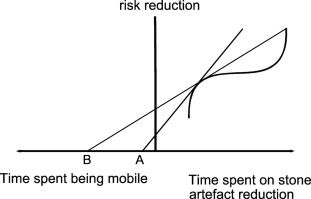 risk reduction
B
A
Time spent being mobile
Time spent on stone
artefact reduction